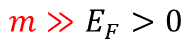 m ≫ E_F > 0